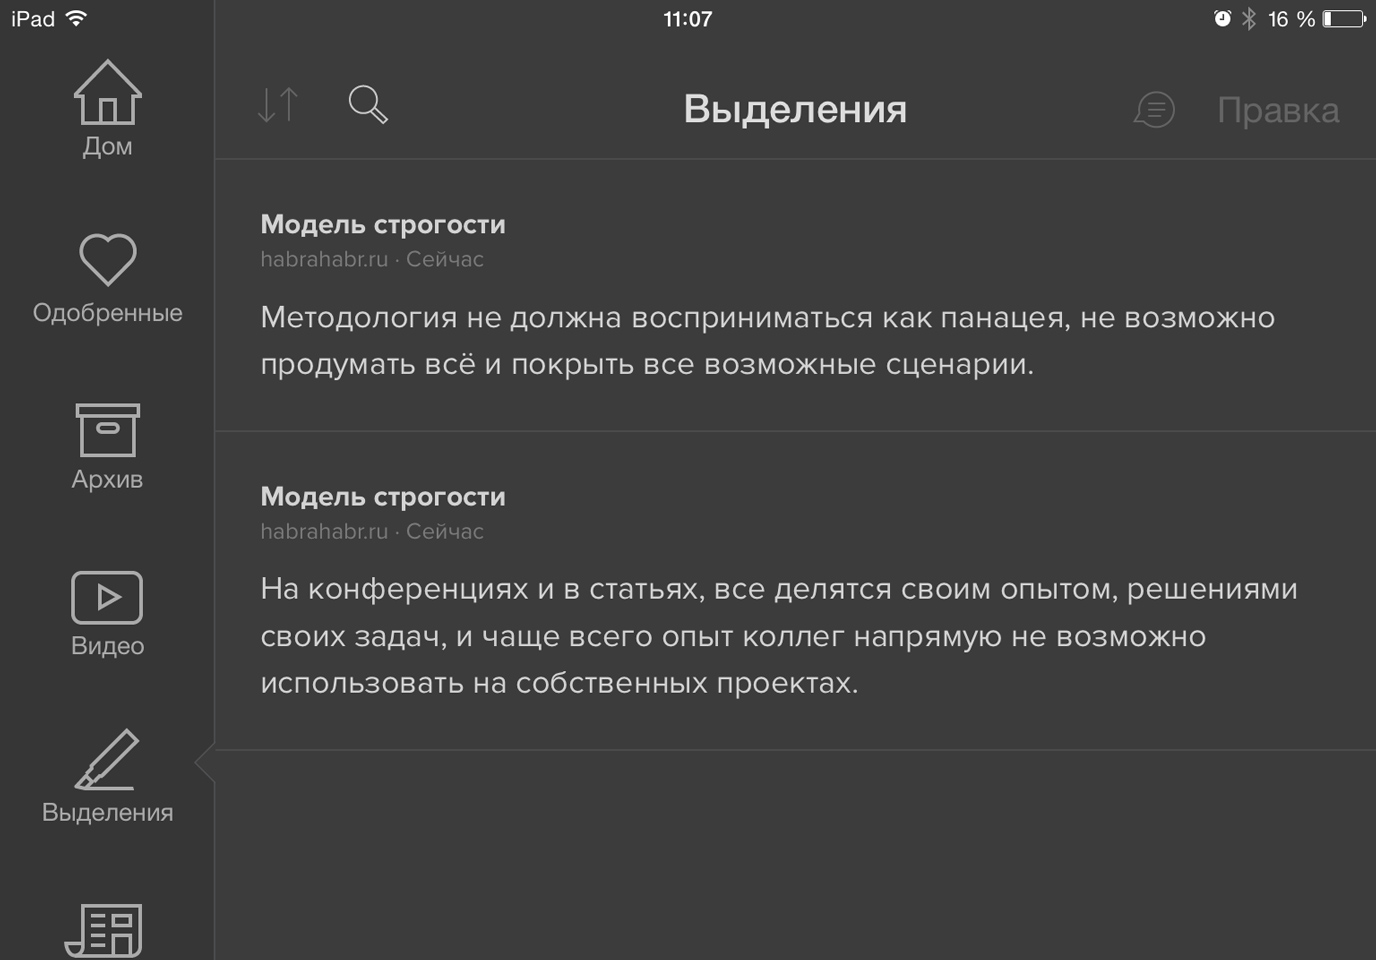 iPad
11:07
16 %
Дом
Одобренные
Архив
Видео
Выделения
Выделения
Правка
Модель строгости
habrahabr.ru · Сейчас
Методология не должна восприниматься как панацея, не возможно
продумать всё и покрыть все возможные сценарии.
Модель строгости
habrahabr.ru · Сейчас
На конференциях и в статьях, все делятся своим опытом, решениями
своих задач, и чаще всего опыт коллег напрямую не возможно
использовать на собственных проектах.